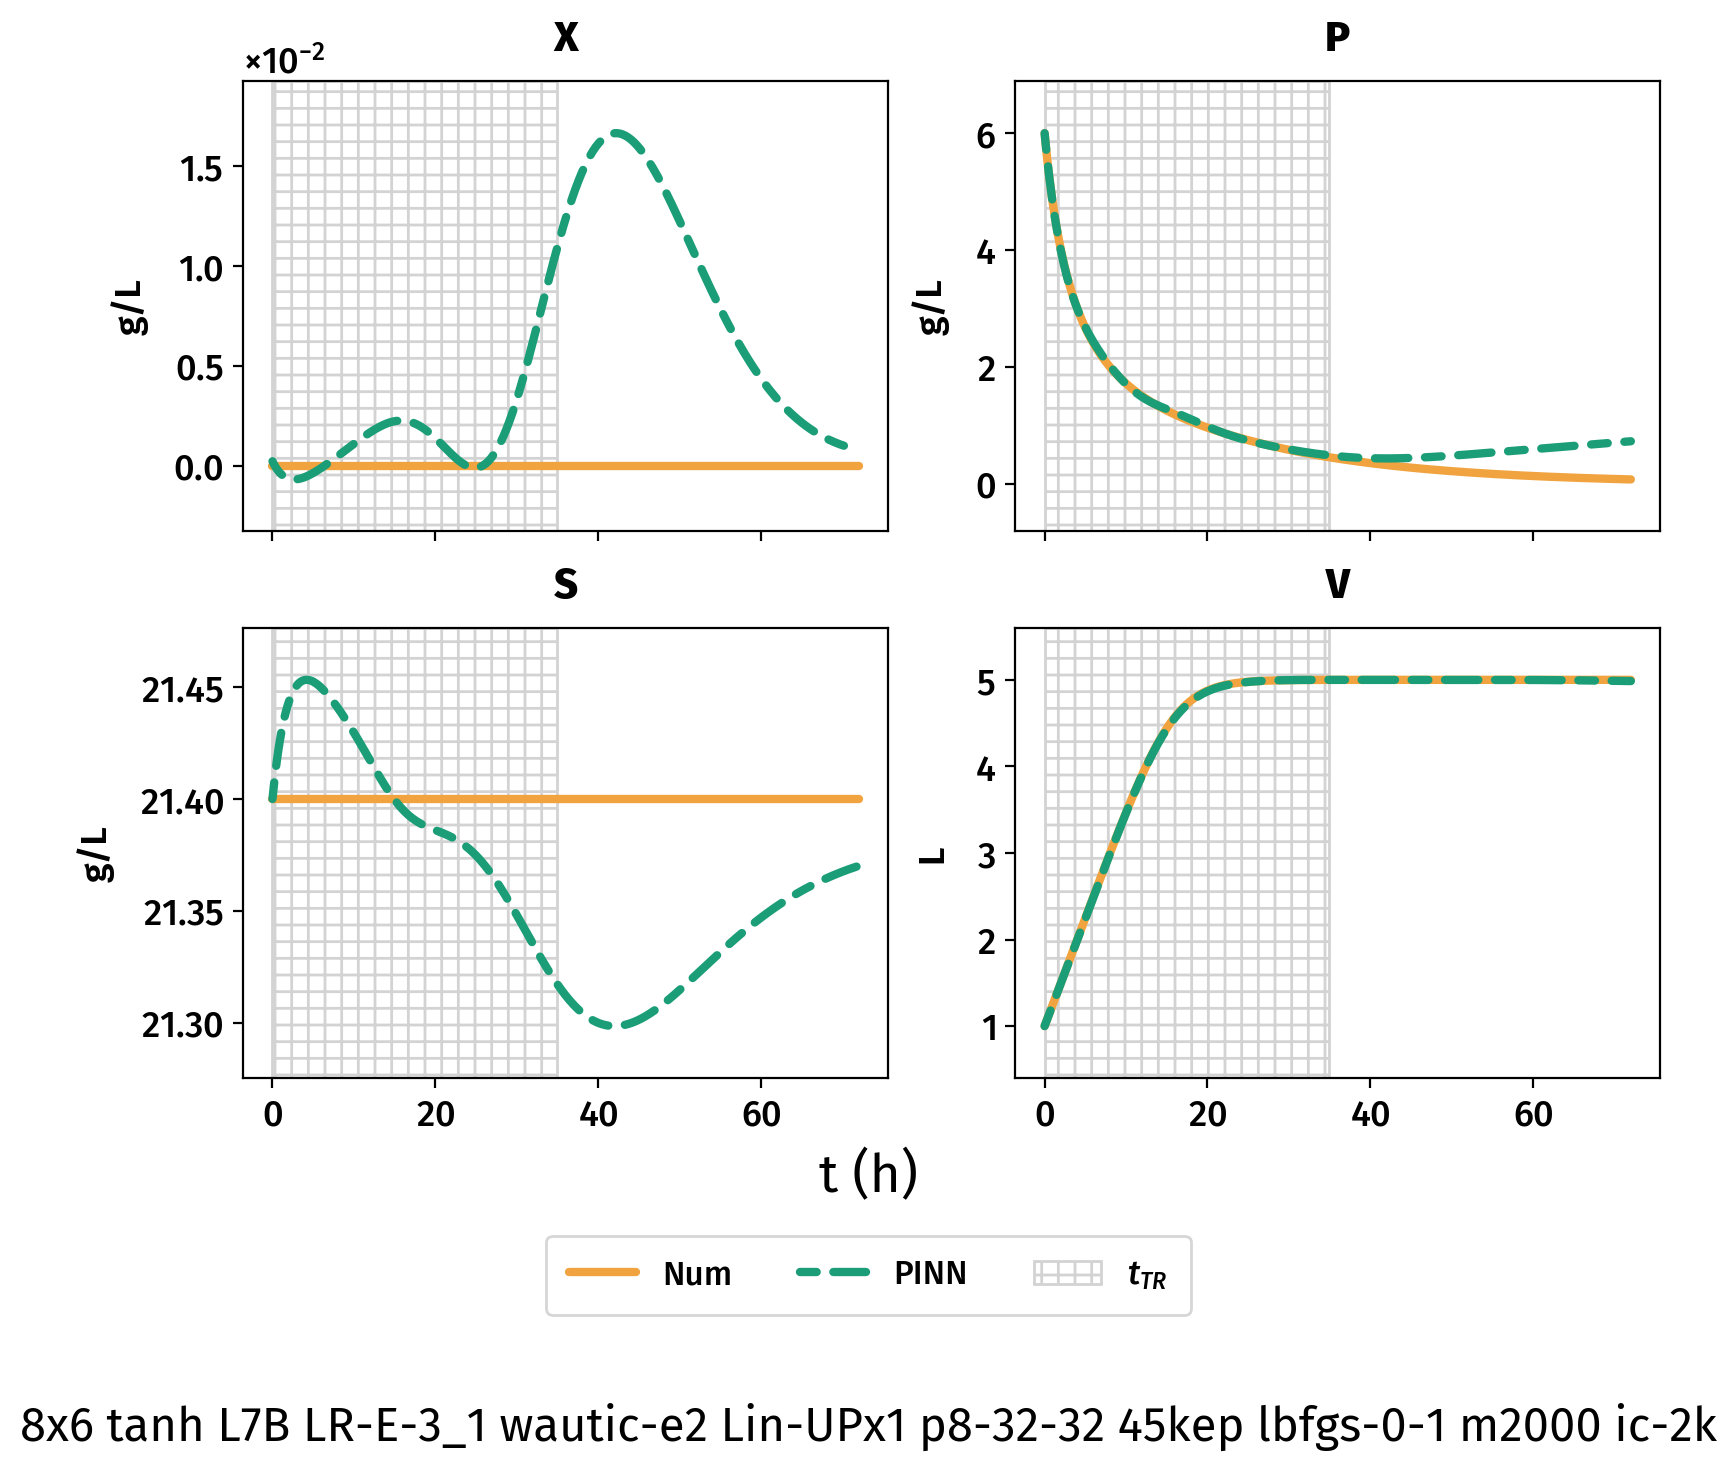 X
×10⁻²
1.5
1.0
0.5
0.0
g/L
P
6
4
2
0
g/L
S
21.45
21.40
21.35
21.30
g/L
0 20 40 60
V
5
4
3
2
1
L
0 20 40 60
t (h)
Num PINN t_TR
8x6 tanh L7B LR-E-3_1 wautic-e2 Lin-UPx1 p8-32-32 45kep lbfgs-0-1 m2000 ic-2k